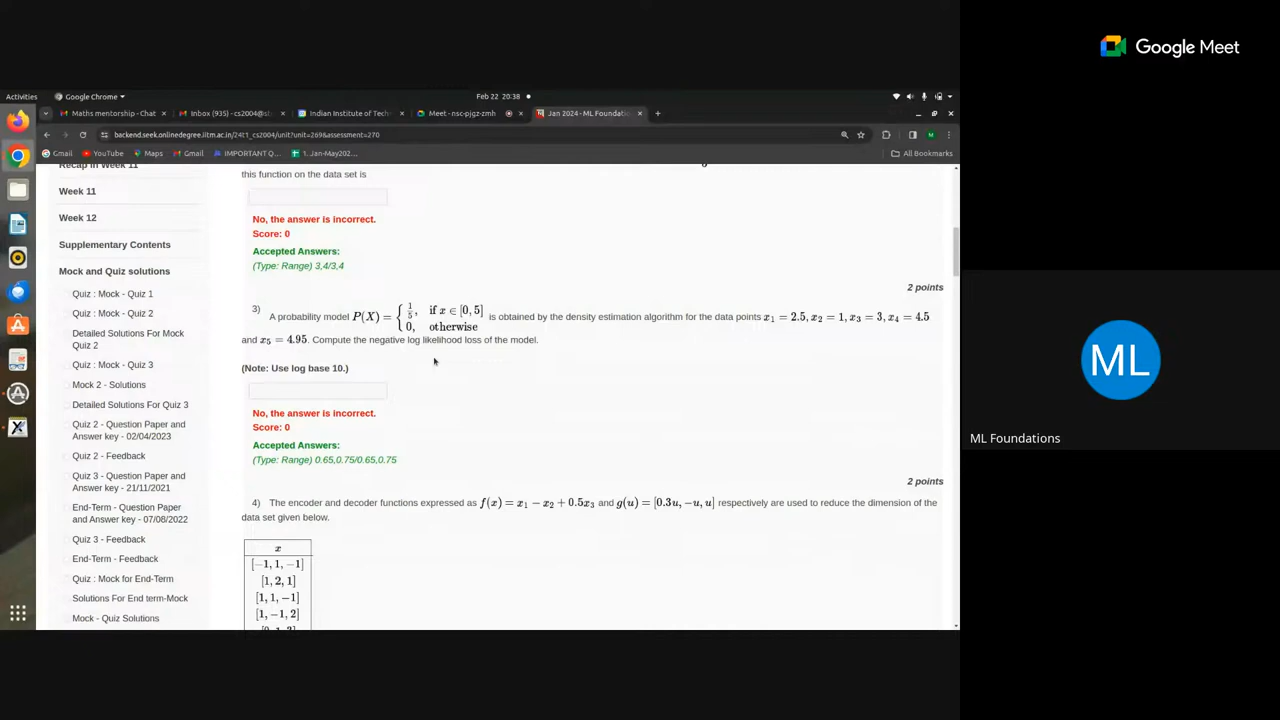 Google Meet
Activities
Google Chrome
Feb 22 20:38
Maths mentorship - Chat
Inbox (935) - cs2004@
Indian Institute of Tech
Meet - nsc-pjgz-zmh
Jan 2024 - ML Foundatio
backend.seek.onlinedegree.iitm.ac.in/24t1_cs2004/unit?unit=269&assessment=270
Gmail
YouTube
Maps
Gmail
IMPORTANT Q...
1. Jan-May202...
All Bookmarks
Recap in Week 11
Week 11
Week 12
Supplementary Contents
Mock and Quiz solutions
Quiz : Mock - Quiz 1
Quiz : Mock - Quiz 2
Detailed Solutions For Mock
Quiz 2
Quiz : Mock - Quiz 3
Mock 2 - Solutions
Detailed Solutions For Quiz 3
Quiz 2 - Question Paper and
Answer key - 02/04/2023
Quiz 2 - Feedback
Quiz 3 - Question Paper and
Answer key - 21/11/2021
End-Term - Question Paper
and Answer key - 07/08/2022
Quiz 3 - Feedback
End-Term - Feedback
Quiz : Mock for End-Term
Solutions For End term-Mock
Mock - Quiz Solutions
this function on the data set is
No, the answer is incorrect.
Score: 0
Accepted Answers:
(Type: Range) 3,4/3,4
2 points
3) A probability model P(X) = { 1/5, if x ∈ [0, 5] 0, otherwise is obtained by the density estimation algorithm for the data points x₁ = 2.5, x₂ = 1, x₃ = 3, x₄ = 4.5
and x₅ = 4.95. Compute the negative log likelihood loss of the model.
(Note: Use log base 10.)
No, the answer is incorrect.
Score: 0
Accepted Answers:
(Type: Range) 0.65,0.75/0.65,0.75
2 points
4) The encoder and decoder functions expressed as f(x) = x₁ − x₂ + 0.5x₃ and g(u) = [0.3u, −u, u] respectively are used to reduce the dimension of the
data set given below.
x
[−1, 1, −1]
[1, 2, 1]
[1, 1, −1]
[1, −1, 2]
ML
ML Foundations